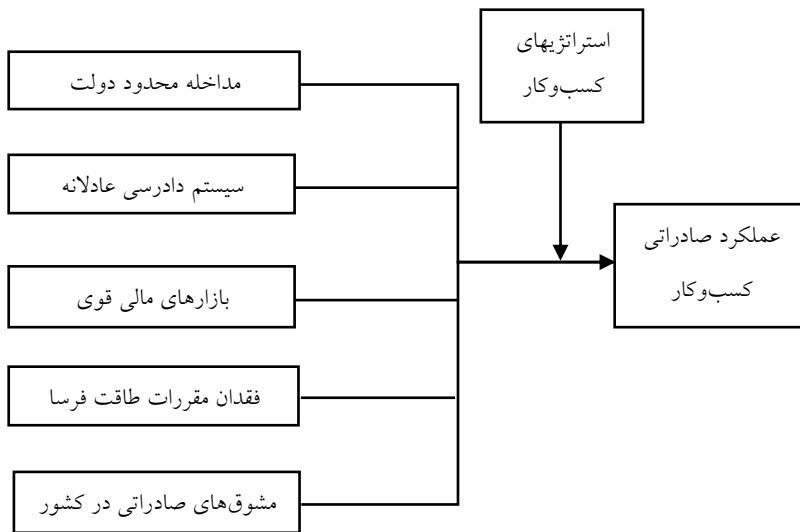 استراتژیهای
کسب‌وکار
مداخله محدود دولت
سیستم دادرسی عادلانه
عملکرد صادراتی
کسب‌وکار
بازارهای مالی قوی
فقدان مقررات طاقت فرسا
مشوق‌های صادراتی در کشور